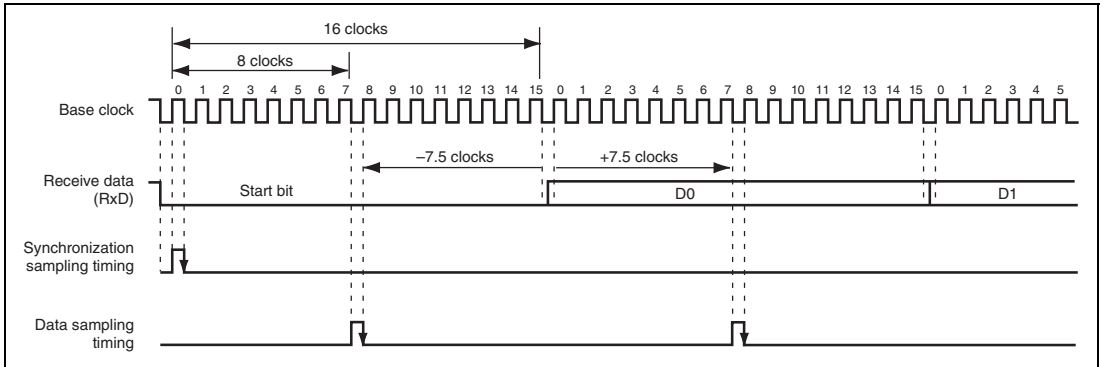 16 clocks
8 clocks
0 1 2 3 4 5 6 7 8 9 10 11 12 13 14 15 0 1 2 3 4 5 6 7 8 9 10 11 12 13 14 15 0 1 2 3 4 5
Base clock
–7.5 clocks +7.5 clocks
Receive data
(RxD)
Start bit D0 D1
Synchronization
sampling timing
Data sampling
timing